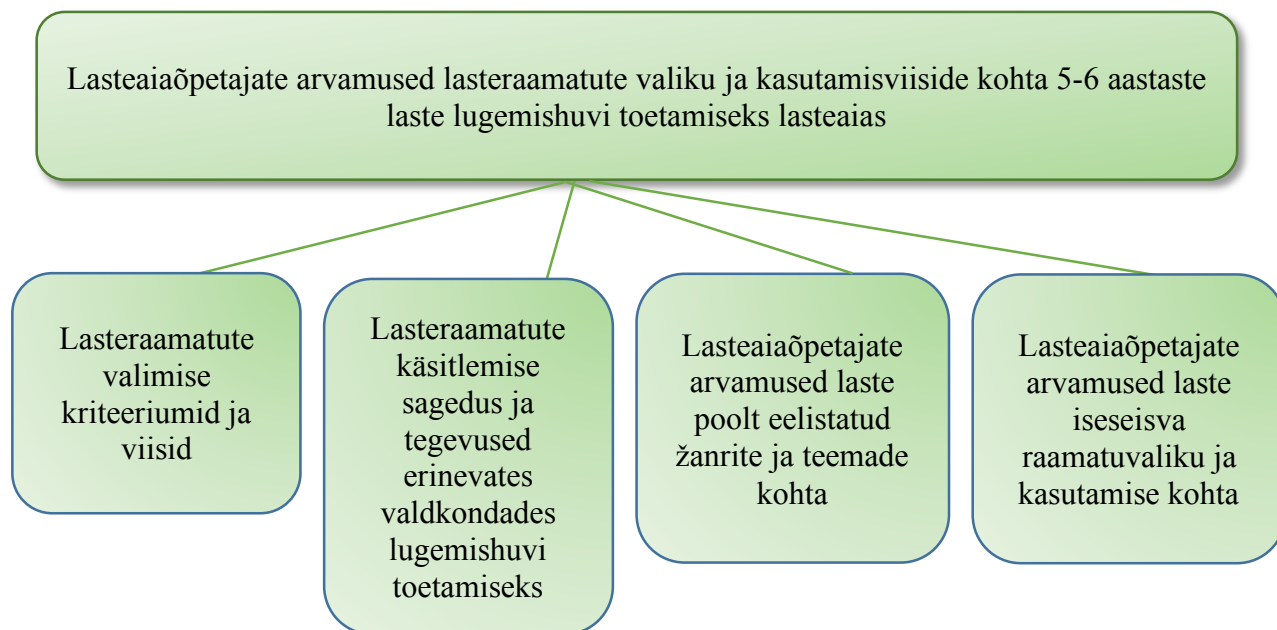 Lasteaiaõpetajate arvamused lasteraamatute valiku ja kasutamisviiside kohta 5-6 aastaste
laste lugemishuvi toetamiseks lasteaias
Lasteraamatute
valimise
kriteeriumid ja
viisid
Lasteraamatute
käsitlemise
sagedus ja
tegevused
erinevates
valdkondades
lugemishuvi
toetamiseks
Lasteaiaõpetajate
arvamused laste
poolt eelistatud
žanrite ja teemade
kohta
Lasteaiaõpetajate
arvamused laste
iseseisva
raamatuvaliku ja
kasutamise kohta